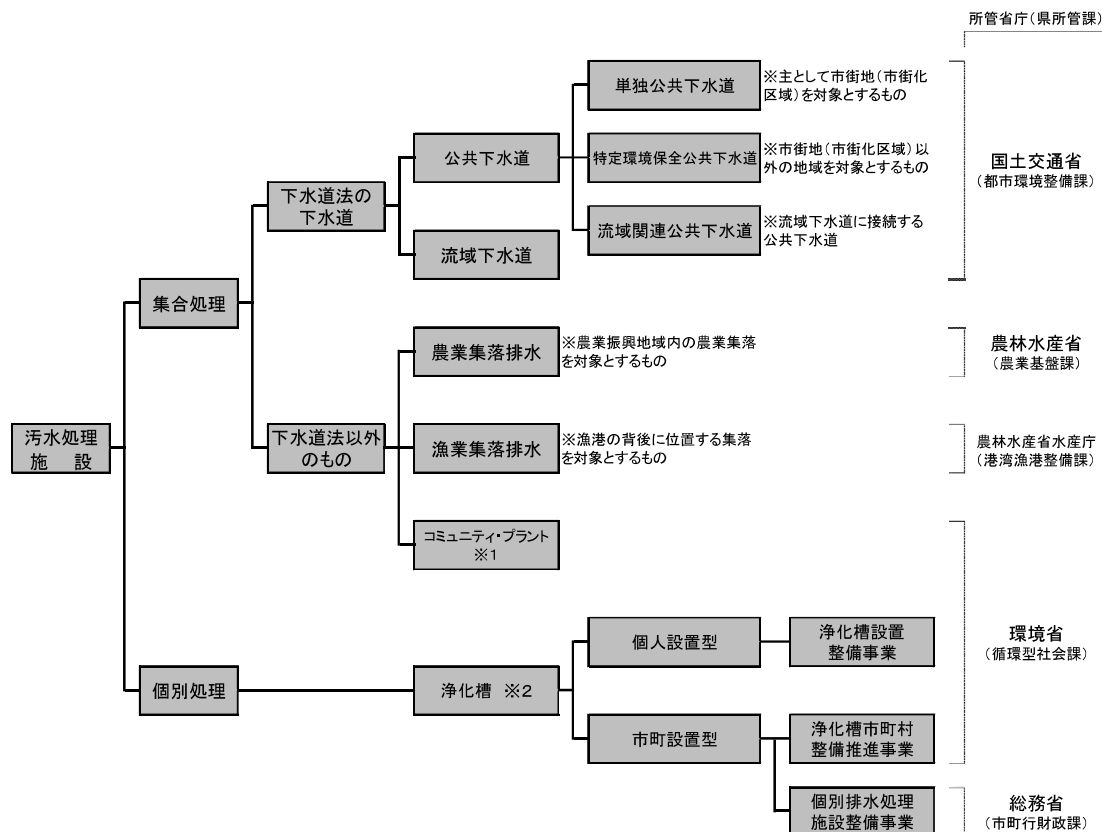 所管省庁（県所管課）
単独公共下水道
※主として市街地（市街化
区域）を対象とするもの
公共下水道
特定環境保全公共下水道
※市街地（市街化区域）以
外の地域を対象とするもの
国土交通省
（都市環境整備課）
下水道法の
下水道
流域関連公共下水道
※流域下水道に接続する
公共下水道
流域下水道
集合処理
農業集落排水
※農業振興地域内の農業集落
を対象とするもの
農林水産省
（農業基盤課）
汚水処理
施　設
下水道法以外
のもの
漁業集落排水
※漁港の背後に位置する集落
を対象とするもの
農林水産省水産庁
（港湾漁港整備課）
コミュニティ・プラント
※1
個人設置型
浄化槽設置
整備事業
環境省
（循環型社会課）
個別処理
浄化槽 ※2
市町設置型
浄化槽市町村
整備推進事業
個別排水処理
施設整備事業
総務省
（市町行財政課）